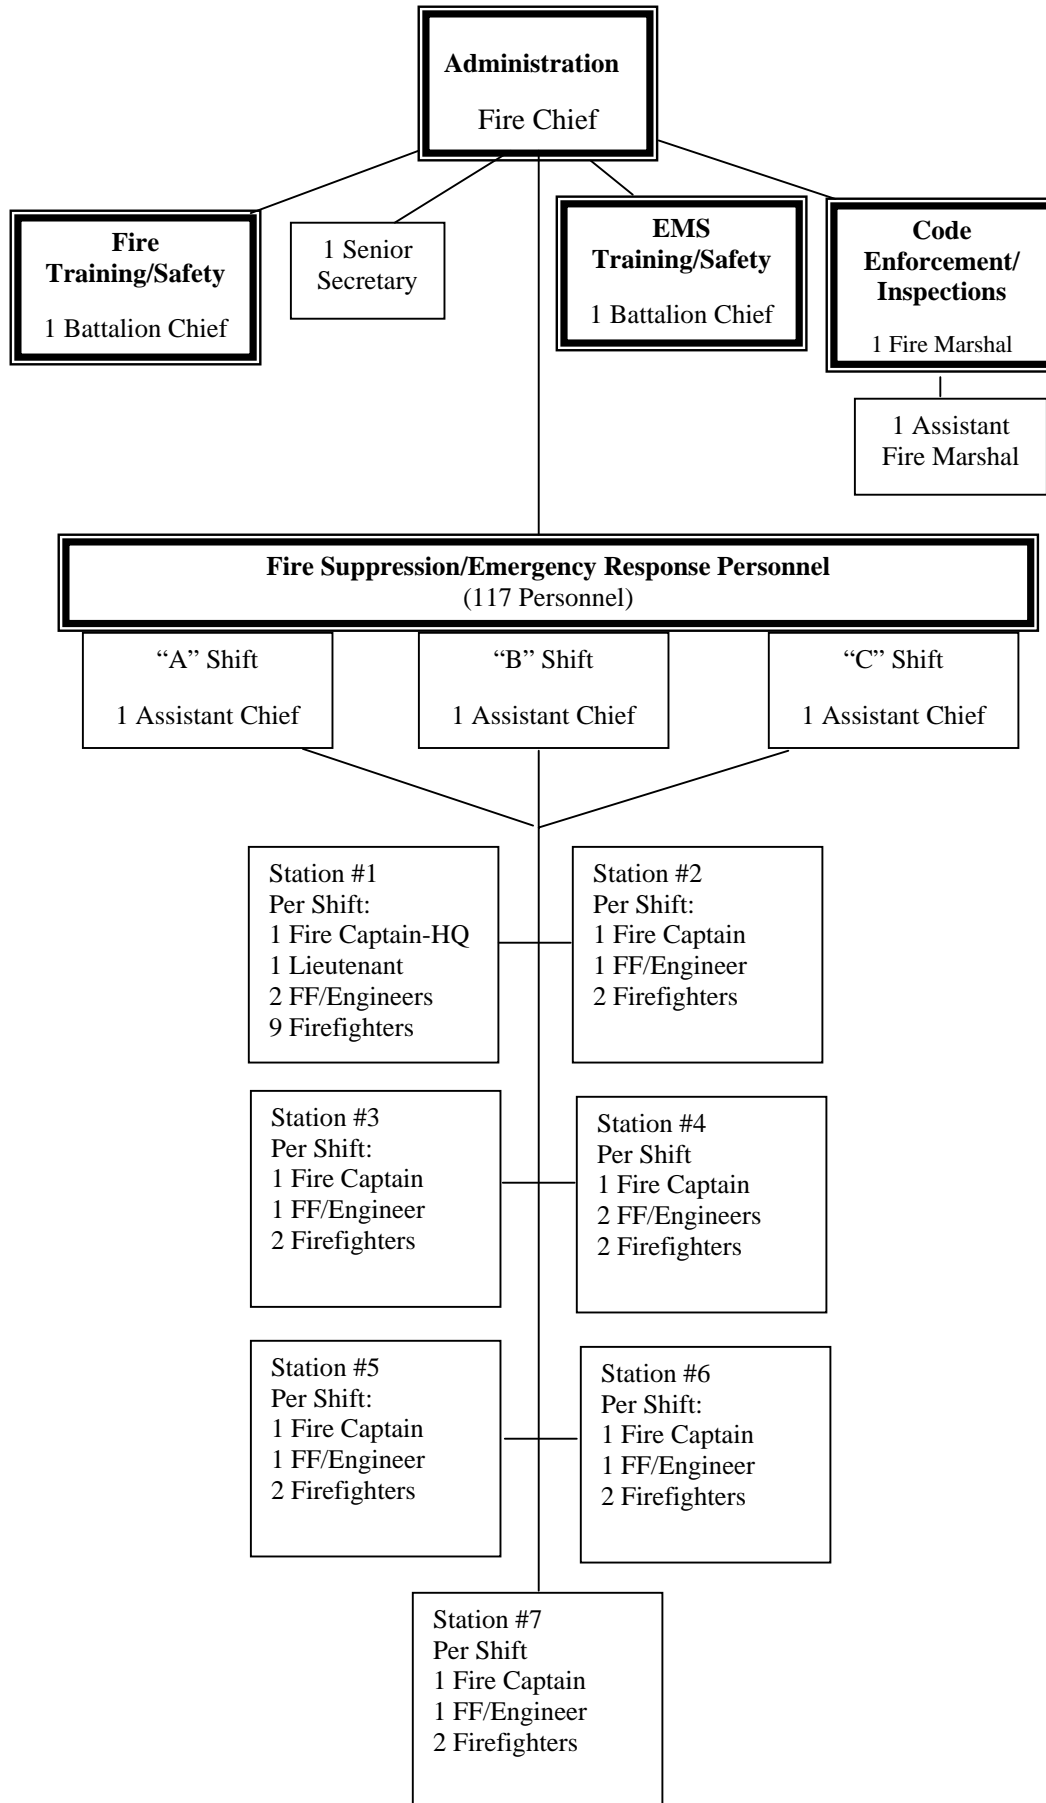 Administration
Fire Chief
Fire
Training/Safety
1 Battalion Chief
1 Senior
Secretary
EMS
Training/Safety
1 Battalion Chief
Code
Enforcement/
Inspections
1 Fire Marshal
1 Assistant
Fire Marshal
Fire Suppression/Emergency Response Personnel
(117 Personnel)
“A” Shift
1 Assistant Chief
“B” Shift
1 Assistant Chief
“C” Shift
1 Assistant Chief
Station #1
Per Shift:
1 Fire Captain-HQ
1 Lieutenant
2 FF/Engineers
9 Firefighters
Station #2
Per Shift:
1 Fire Captain
1 FF/Engineer
2 Firefighters
Station #3
Per Shift:
1 Fire Captain
1 FF/Engineer
2 Firefighters
Station #4
Per Shift
1 Fire Captain
2 FF/Engineers
2 Firefighters
Station #5
Per Shift:
1 Fire Captain
1 FF/Engineer
2 Firefighters
Station #6
Per Shift:
1 Fire Captain
1 FF/Engineer
2 Firefighters
Station #7
Per Shift
1 Fire Captain
1 FF/Engineer
2 Firefighters